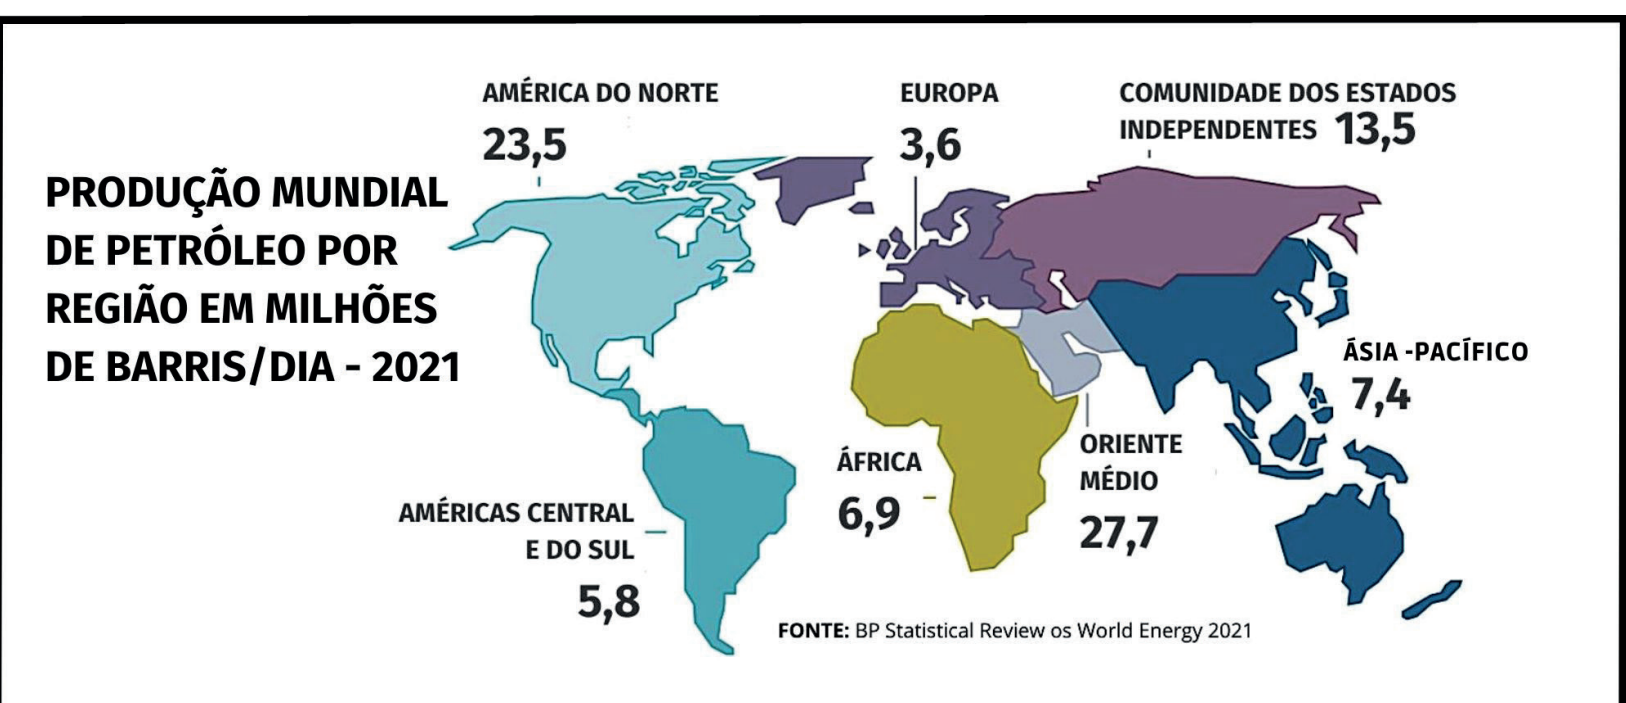 PRODUÇÃO MUNDIAL
DE PETRÓLEO POR
REGIÃO EM MILHÕES
DE BARRIS/DIA - 2021
AMÉRICA DO NORTE
23,5
EUROPA
3,6
COMUNIDADE DOS ESTADOS
INDEPENDENTES 13,5
ÁSIA -PACÍFICO
7,4
ORIENTE
MÉDIO
27,7
ÁFRICA
6,9
AMÉRICAS CENTRAL
E DO SUL
5,8
FONTE: BP Statistical Review os World Energy 2021